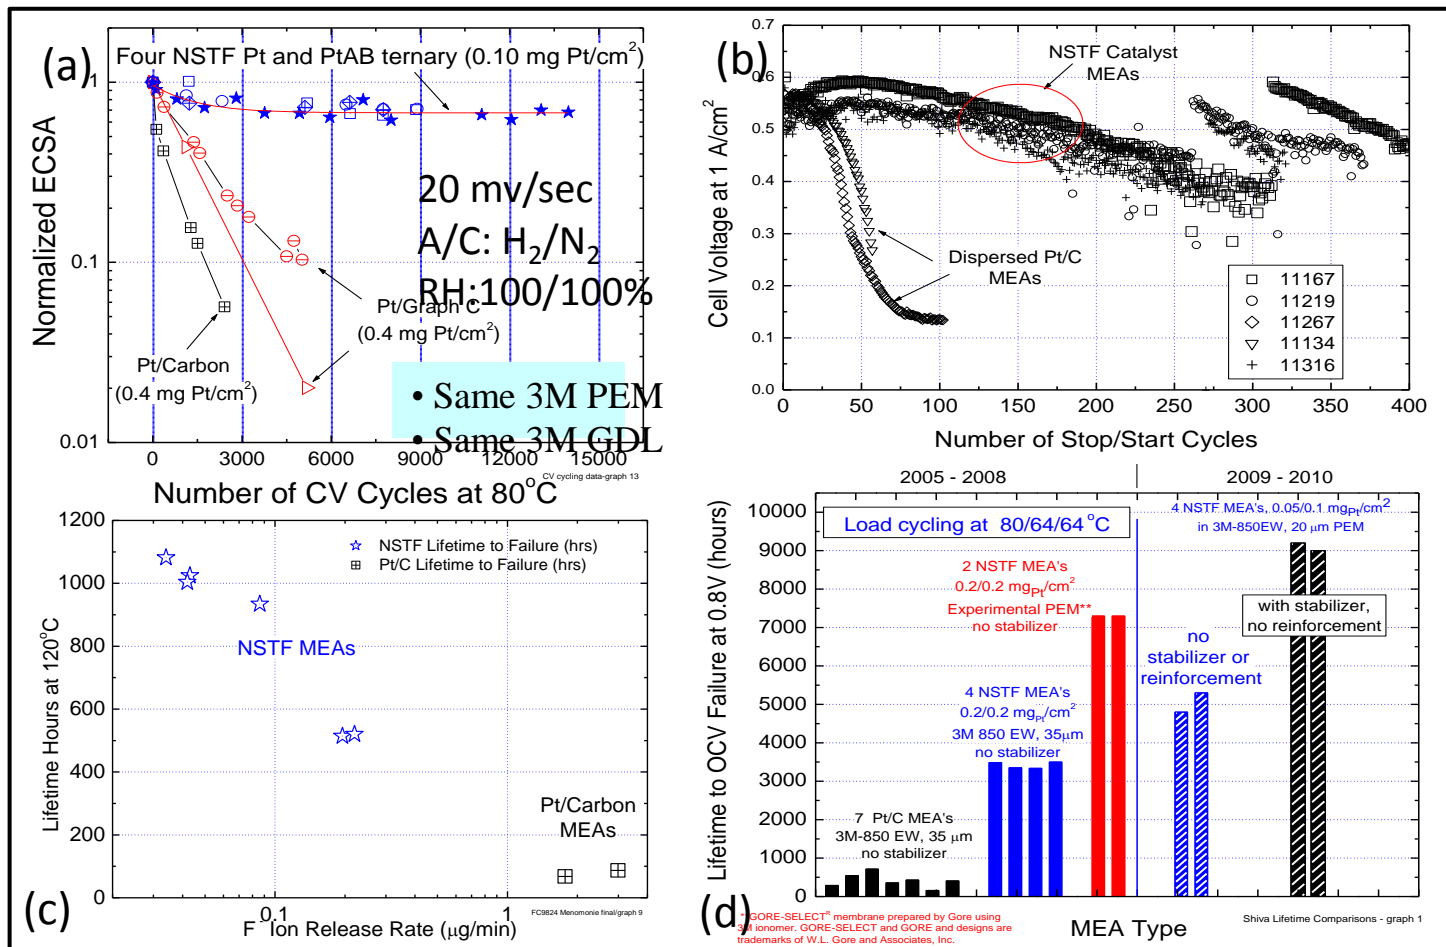 (a)
Four NSTF Pt and PtAB ternary (0.10 mg Pt/cm²)
Normalized ECSA
1
0.1
0.01
20 mv/sec
A/C: H₂/N₂
RH:100/100%
Pt/Graph C
(0.4 mg Pt/cm²)
Pt/Carbon
(0.4 mg Pt/cm²)
• Same 3M PEM
• Same 3M GDL
0 3000 6000 9000 12000 15000
CV cycling data-graph 13
Number of CV Cycles at 80°C
(b)
Cell Voltage at 1 A/cm²
0.7
0.6
0.5
0.4
0.3
0.2
0.1
0.0
NSTF Catalyst
MEAs
Dispersed Pt/C
MEAs
11167
11219
11267
11134
11316
0 50 100 150 200 250 300 350 400
Number of Stop/Start Cycles
(c)
Lifetime Hours at 120°C
1200
1000
800
600
400
200
0
NSTF Lifetime to Failure (hrs)
Pt/C Lifetime to Failure (hrs)
NSTF MEAs
Pt/Carbon
MEAs
0.1 1
FC9824 Menomonie final/graph 9
F⁻ Ion Release Rate (μg/min)
(d)
2005 - 2008
2009 - 2010
Lifetime to OCV Failure at 0.8V (hours)
10000
9000
8000
7000
6000
5000
4000
3000
2000
1000
0
Load cycling at 80/64/64 °C
4 NSTF MEA's, 0.05/0.1 mgPt/cm²
in 3M-850EW, 20 μm PEM
2 NSTF MEA's
0.2/0.2 mgPt/cm²
Experimental PEM**
no stabilizer
with stabilizer,
no reinforcement
no
stabilizer or
reinforcement
4 NSTF MEA's
0.2/0.2 mgPt/cm²
3M 850 EW, 35μm
no stabilizer
7 Pt/C MEA's
3M-850 EW, 35 μm
no stabilizer
MEA Type
Shiva Lifetime Comparisons - graph 1
**GORE-SELECT® membrane prepared by Gore using
3M ionomer. GORE-SELECT and GORE and designs are
trademarks of W.L. Gore and Associates, Inc.